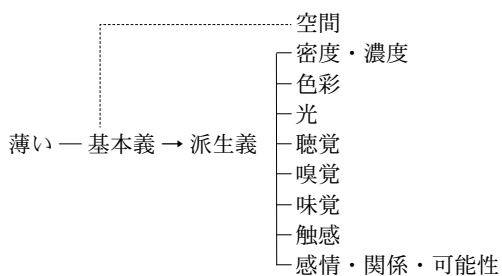 空間
密度・濃度
色彩
光
薄い ― 基本義 → 派生義 聴覚
嗅覚
味覚
触感
感情・関係・可能性